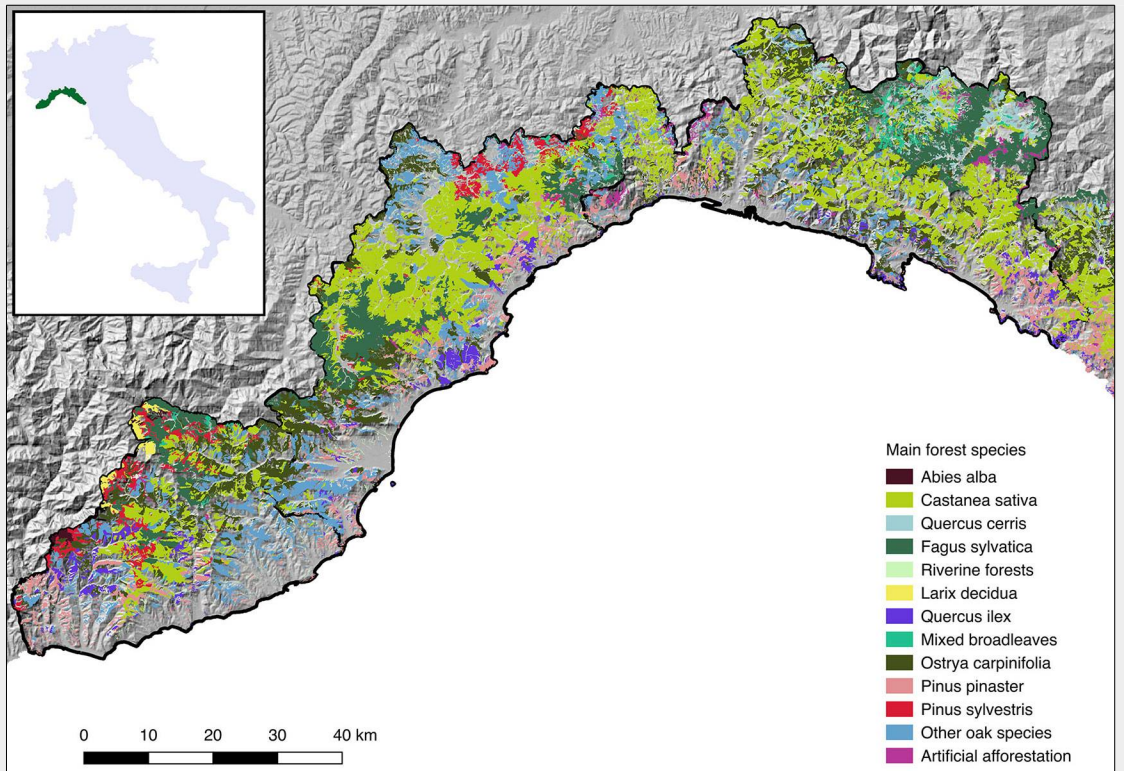 Main forest species
Abies alba
Castanea sativa
Quercus cerris
Fagus sylvatica
Riverine forests
Larix decidua
Quercus ilex
Mixed broadleaves
Ostrya carpinifolia
Pinus pinaster
Pinus sylvestris
Other oak species
Artificial afforestation
0 10 20 30 40 km